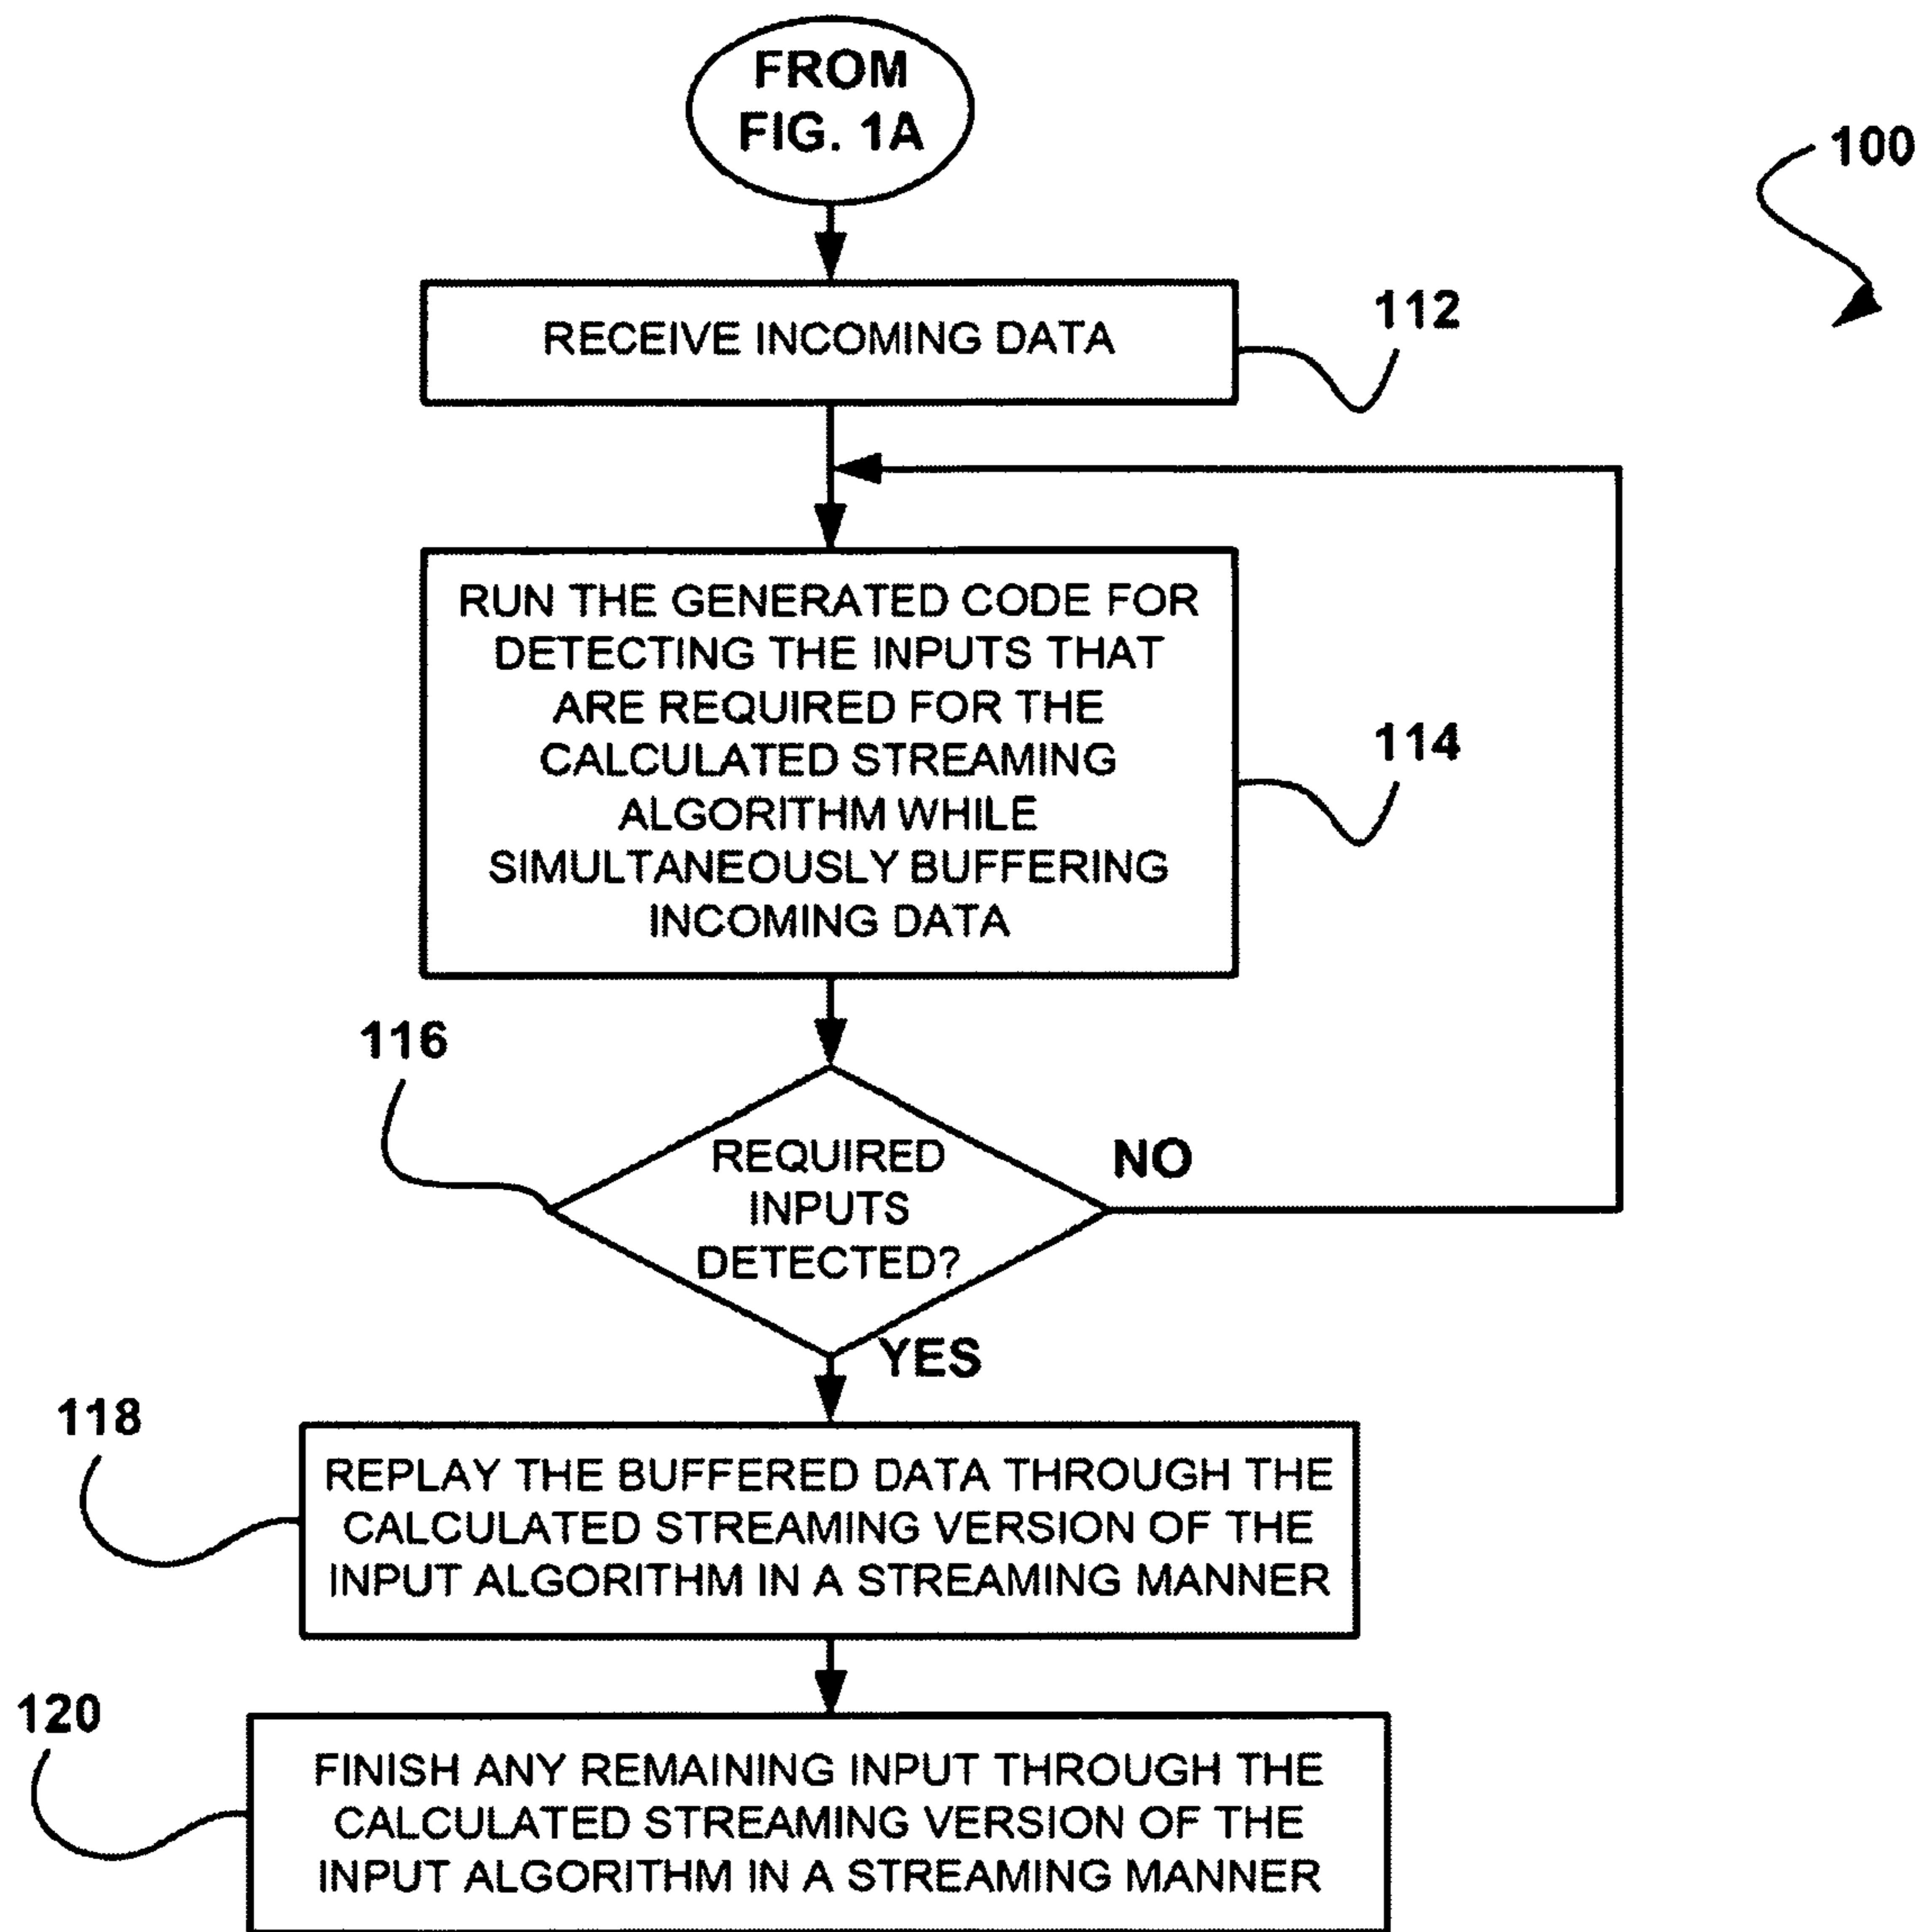 FROM
FIG. 1A
100
RECEIVE INCOMING DATA
112
RUN THE GENERATED CODE FOR
DETECTING THE INPUTS THAT
ARE REQUIRED FOR THE
CALCULATED STREAMING
ALGORITHM WHILE
SIMULTANEOUSLY BUFFERING
INCOMING DATA
114
116
REQUIRED
INPUTS
DETECTED?
NO
YES
118
REPLAY THE BUFFERED DATA THROUGH THE
CALCULATED STREAMING VERSION OF THE
INPUT ALGORITHM IN A STREAMING MANNER
120
FINISH ANY REMAINING INPUT THROUGH THE
CALCULATED STREAMING VERSION OF THE
INPUT ALGORITHM IN A STREAMING MANNER